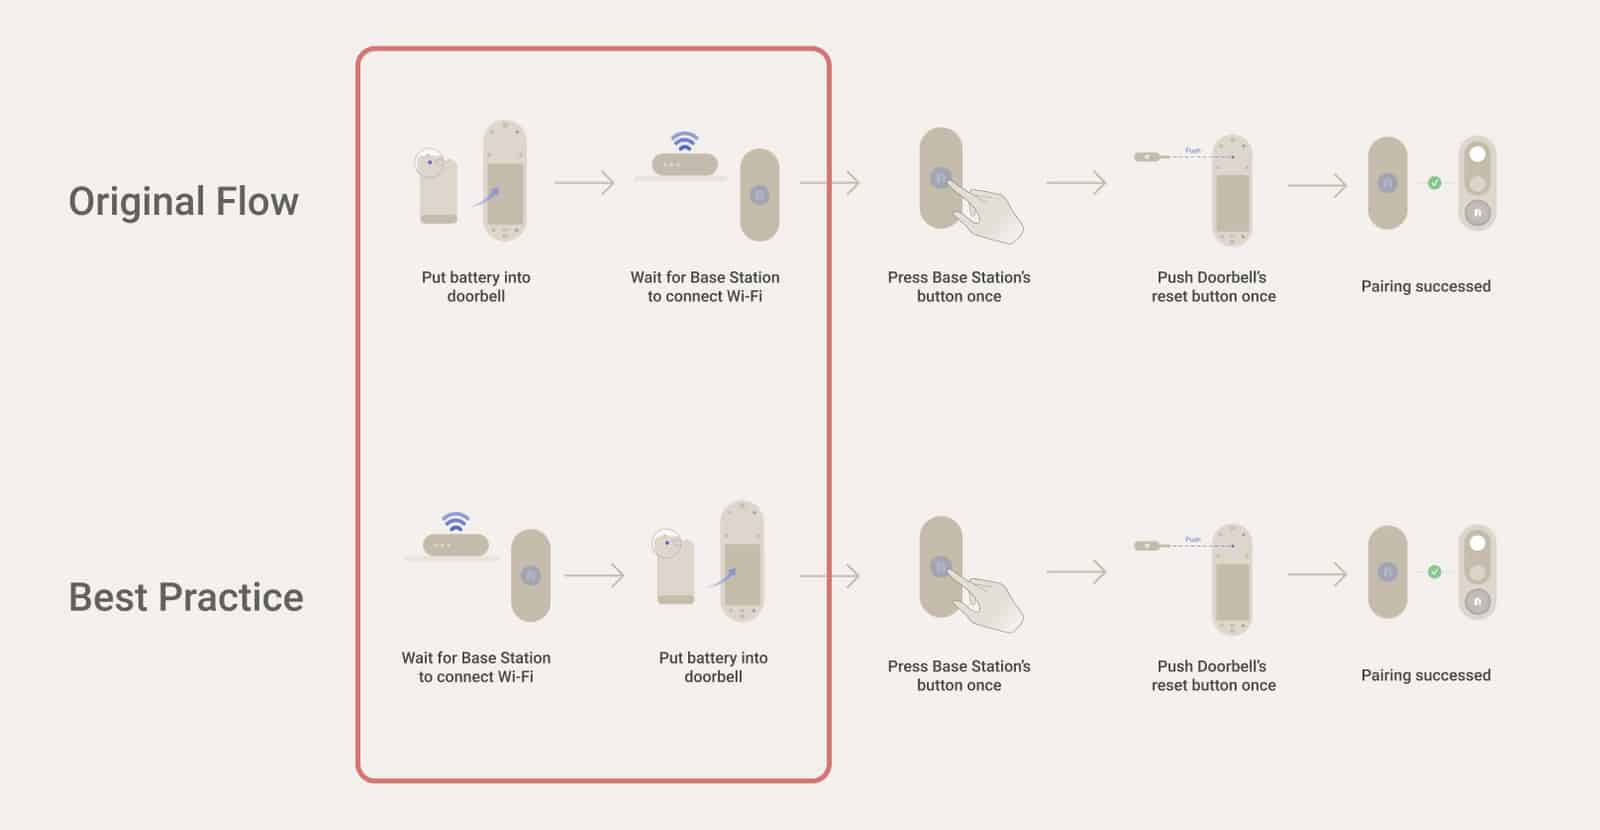 Original Flow
Put battery into
doorbell
Wait for Base Station
to connect Wi-Fi
Press Base Station's
button once
Push
Push Doorbell's
reset button once
Pairing successed
Best Practice
Wait for Base Station
to connect Wi-Fi
Put battery into
doorbell
Press Base Station's
button once
Push
Push Doorbell's
reset button once
Pairing successed